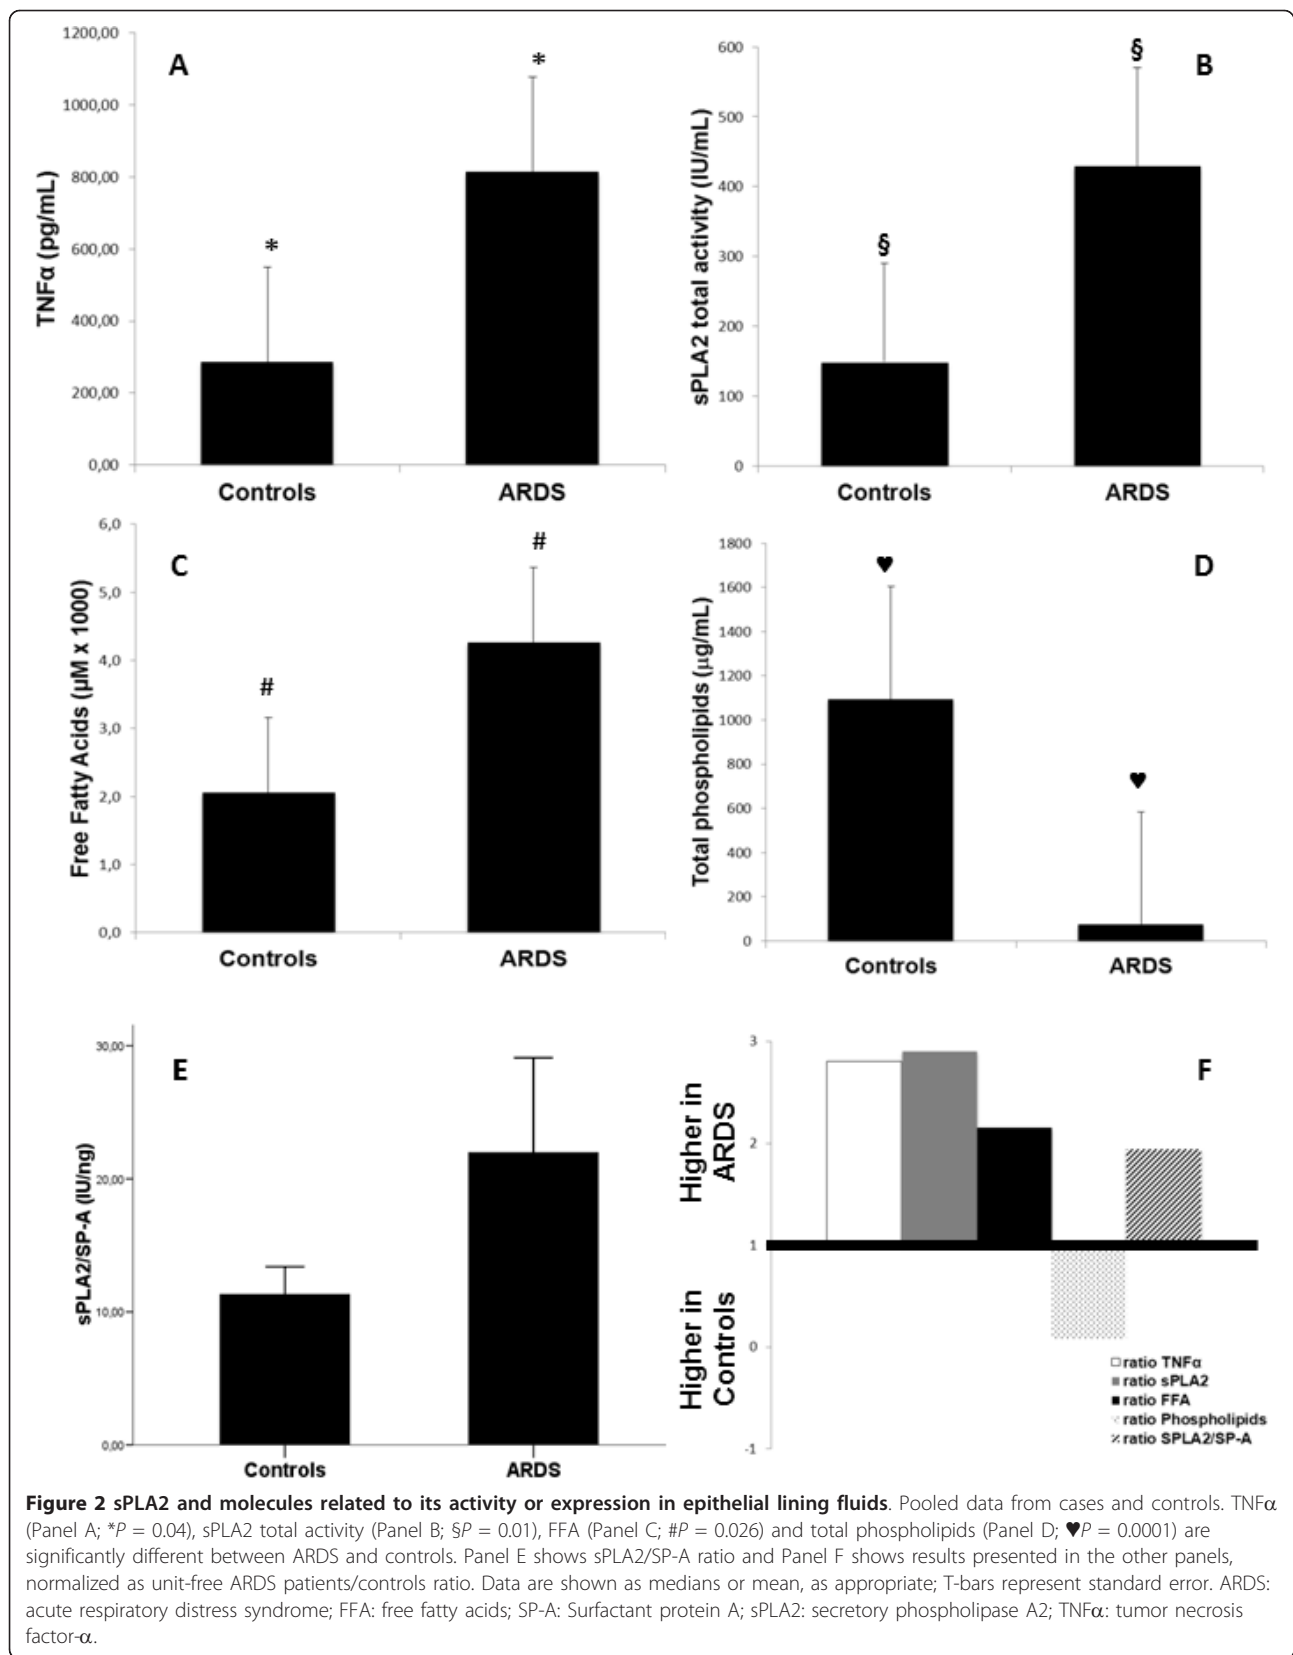 A
TNFα (pg/mL)
1200,00
1000,00
800,00
600,00
400,00
200,00
0,00
*
*
Controls
ARDS
B
sPLA2 total activity (IU/mL)
600
500
400
300
200
100
0
§
§
Controls
ARDS
C
Free Fatty Acids (µM x 1000)
6,0
5,0
4,0
3,0
2,0
1,0
0,0
#
#
Controls
ARDS
D
Total phospholipids (µg/mL)
1800
1600
1400
1200
1000
800
600
400
200
0
♥
♥
Controls
ARDS
E
sPLA2/SP-A (IU/ng)
30,00
20,00
10,00
0,00
Controls
ARDS
F
Higher in
ARDS
Higher in
Controls
3
2
1
0
-1
ratio TNFα
ratio sPLA2
ratio FFA
ratio Phospholipids
ratio SPLA2/SP-A
Figure 2 sPLA2 and molecules related to its activity or expression in epithelial lining fluids. Pooled data from cases and controls. TNFα
(Panel A; *P = 0.04), sPLA2 total activity (Panel B; §P = 0.01), FFA (Panel C; #P = 0.026) and total phospholipids (Panel D; ♥P = 0.0001) are
significantly different between ARDS and controls. Panel E shows sPLA2/SP-A ratio and Panel F shows results presented in the other panels,
normalized as unit-free ARDS patients/controls ratio. Data are shown as medians or mean, as appropriate; T-bars represent standard error. ARDS:
acute respiratory distress syndrome; FFA: free fatty acids; SP-A: Surfactant protein A; sPLA2: secretory phospholipase A2; TNFα: tumor necrosis
factor-α.